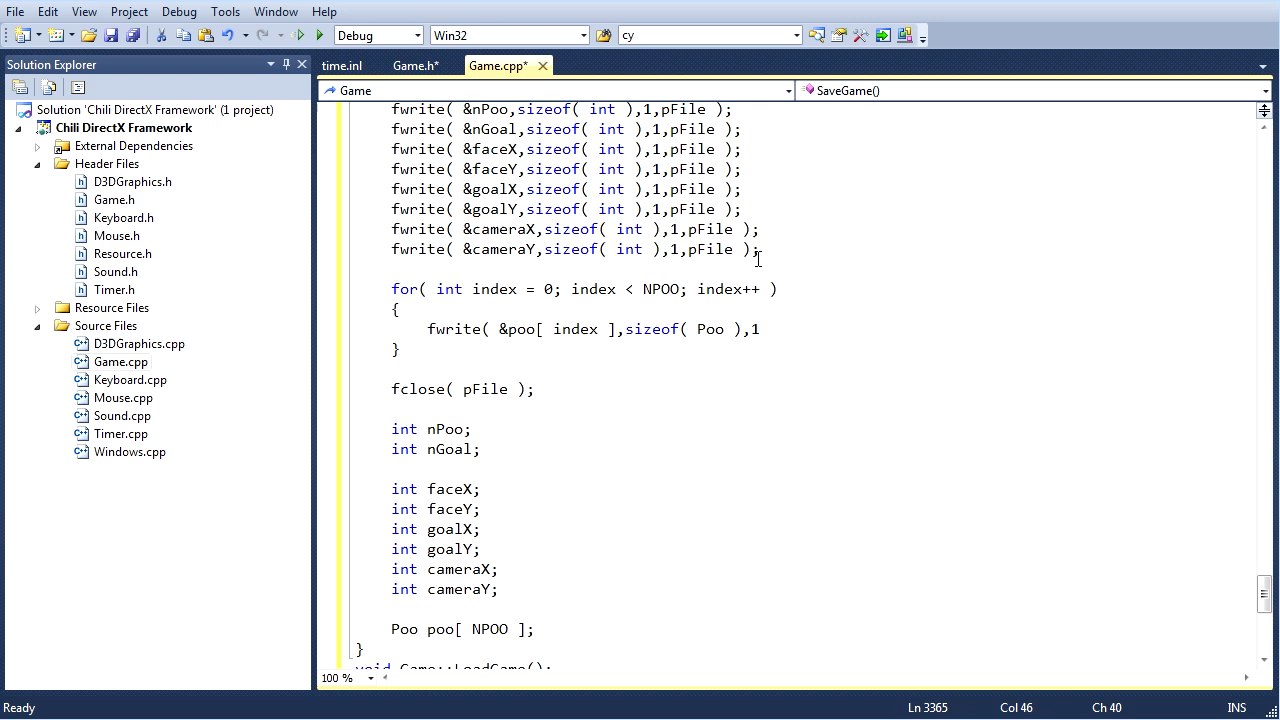 File Edit View Project Debug Tools Window Help
Debug Win32 cy
Solution Explorer
Solution 'Chili DirectX Framework' (1 project)
Chili DirectX Framework
External Dependencies
Header Files
D3DGraphics.h
Game.h
Keyboard.h
Mouse.h
Resource.h
Sound.h
Timer.h
Resource Files
Source Files
D3DGraphics.cpp
Game.cpp
Keyboard.cpp
Mouse.cpp
Sound.cpp
Timer.cpp
Windows.cpp
time.inl Game.h* Game.cpp*
Game SaveGame()
fwrite( &nPoo,sizeof( int ),1,pFile );
fwrite( &nGoal,sizeof( int ),1,pFile );
fwrite( &faceX,sizeof( int ),1,pFile );
fwrite( &faceY,sizeof( int ),1,pFile );
fwrite( &goalX,sizeof( int ),1,pFile );
fwrite( &goalY,sizeof( int ),1,pFile );
fwrite( &cameraX,sizeof( int ),1,pFile );
fwrite( &cameraY,sizeof( int ),1,pFile );
for( int index = 0; index < NPOO; index++ )
{
fwrite( &poo[ index ],sizeof( Poo ),1
}
fclose( pFile );
int nPoo;
int nGoal;
int faceX;
int faceY;
int goalX;
int goalY;
int cameraX;
int cameraY;
Poo poo[ NPOO ];
}
void Game::LoadGame();
100 %
Ready Ln 3365 Col 46 Ch 40 INS